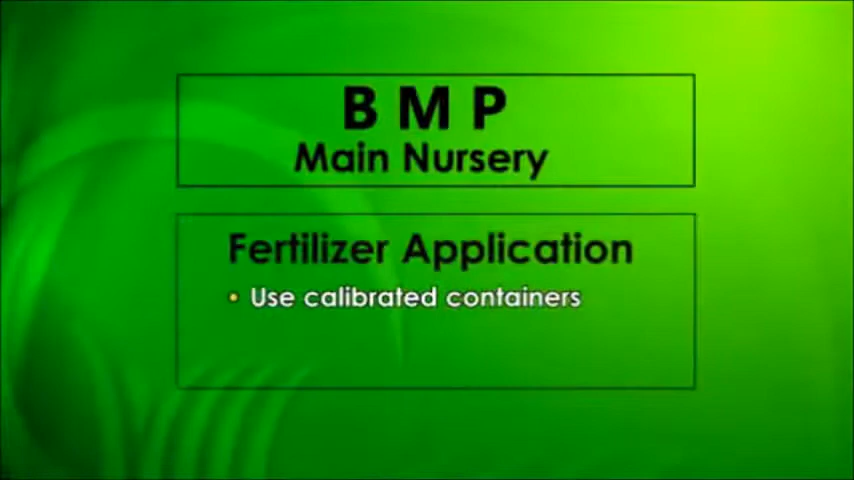 B M P
Main Nursery
Fertilizer Application
• Use calibrated containers